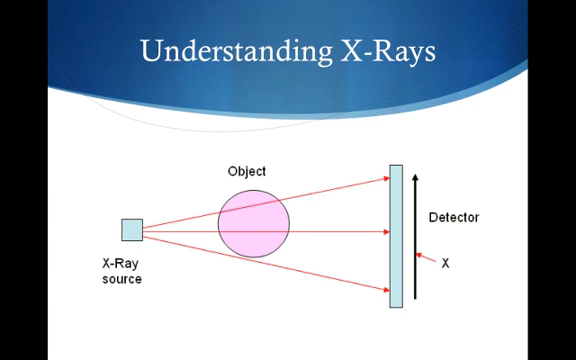 Understanding X-Rays
Object
Detector
X-Ray
source
X